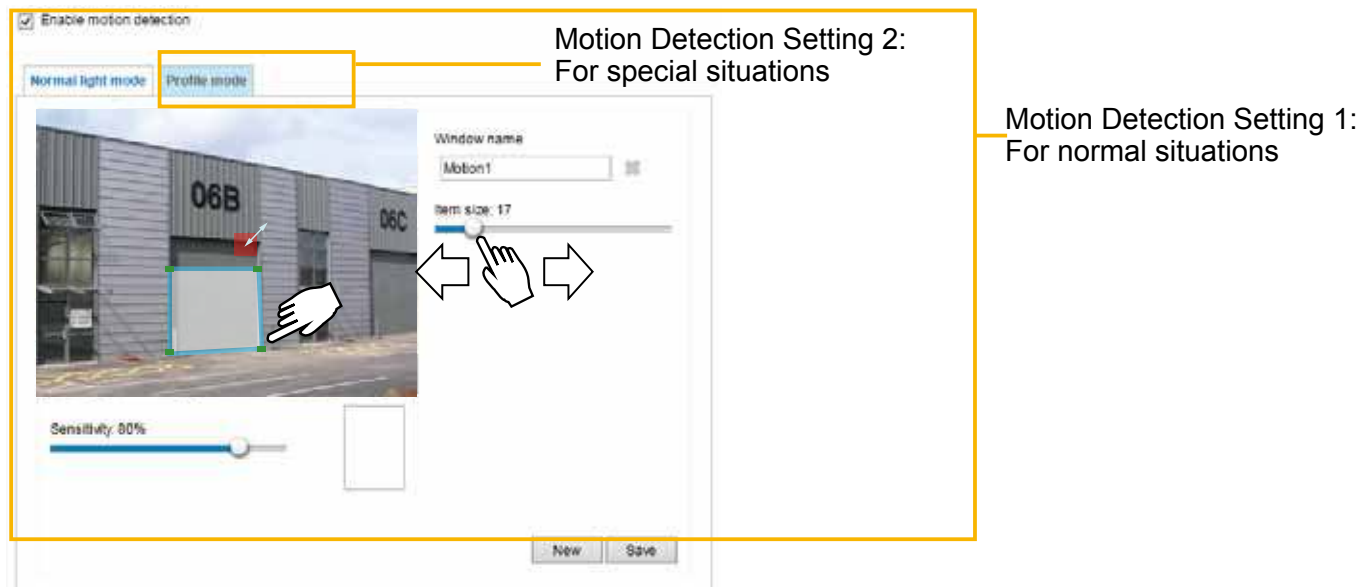 Enable motion detection
Motion Detection Setting 2:
For special situations
Normal light mode
Profile mode
Motion Detection Setting 1:
For normal situations
Window name
Motion1
Item size: 17
06B
06C
Sensitivity: 80%
New
Save